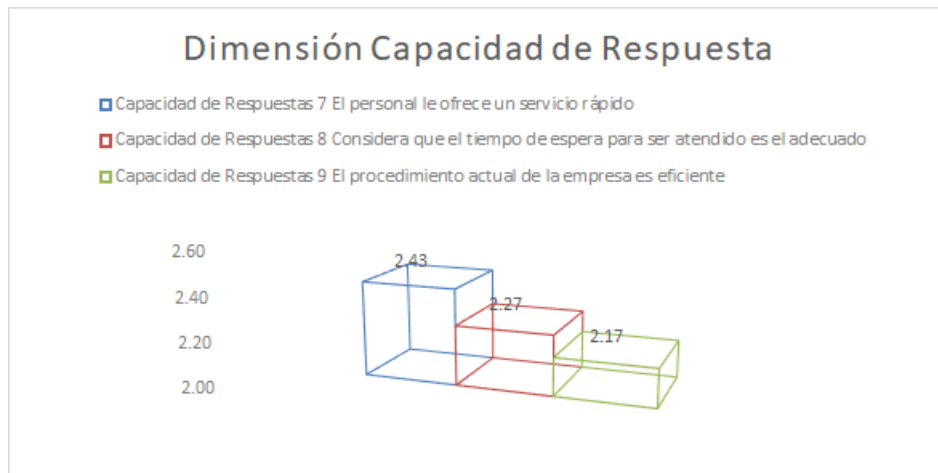 Dimensión Capacidad de Respuesta
Capacidad de Respuestas 7 El personal le ofrece un servicio rápido
Capacidad de Respuestas 8 Considera que el tiempo de espera para ser atendido es el adecuado
Capacidad de Respuestas 9 El procedimiento actual de la empresa es eficiente
2.60
2.43
2.40
2.27
2.20
2.17
2.00